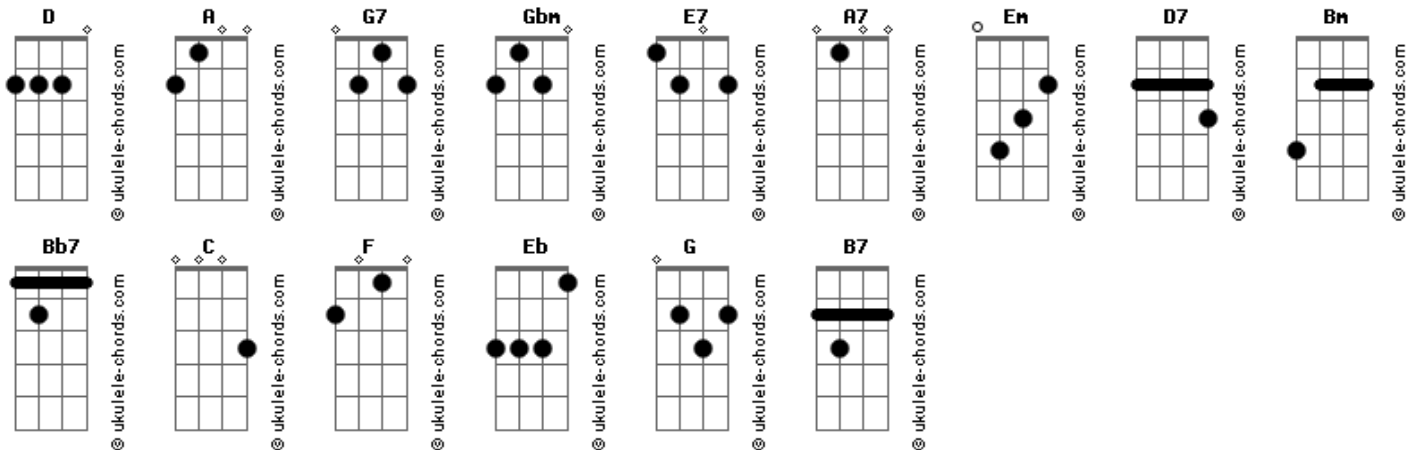 D A G7 Gbm E7 A7 Em D7 Bm
© ukulele-chords.com © ukulele-chords.com © ukulele-chords.com © ukulele-chords.com © ukulele-chords.com © ukulele-chords.com © ukulele-chords.com © ukulele-chords.com © ukulele-chords.com
Bb7 C F Eb G B7
© ukulele-chords.com © ukulele-chords.com © ukulele-chords.com © ukulele-chords.com © ukulele-chords.com © ukulele-chords.com